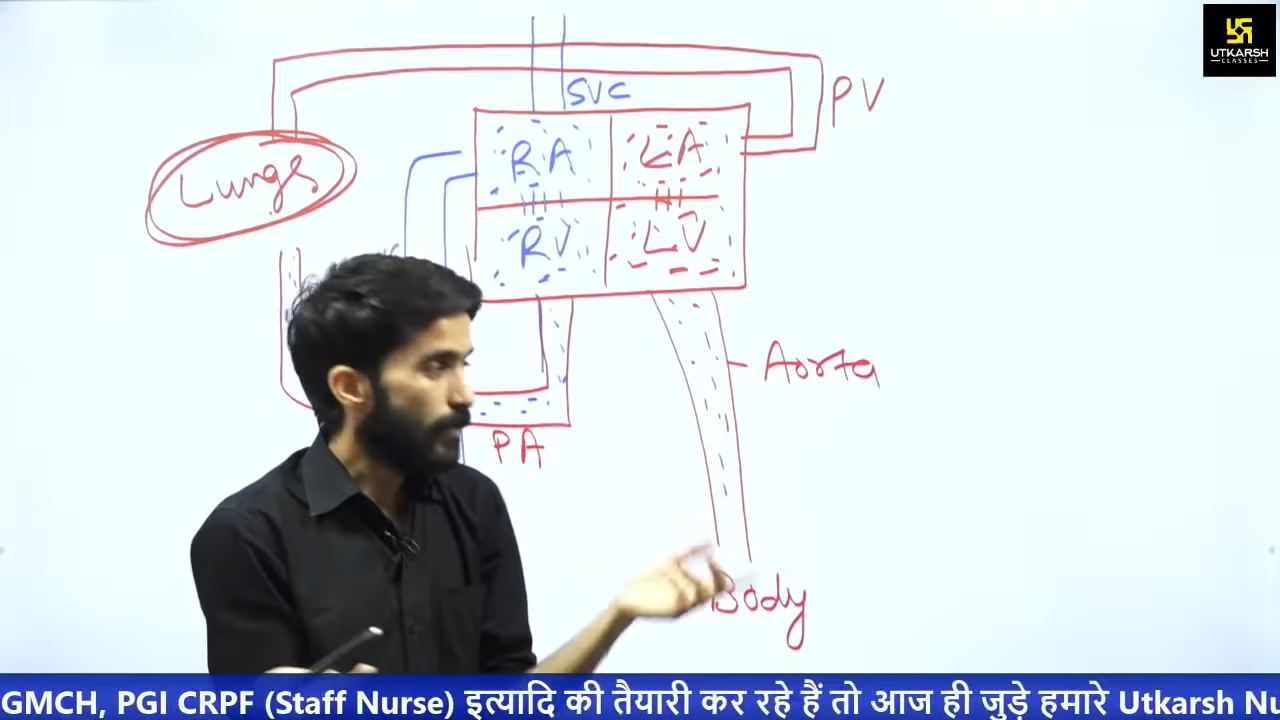 UTKARSH
CLASSES
SVC
PV
RA
LA
Lungs
RV
LV
Aorta
PA
Body
GMCH, PGI CRPF (Staff Nurse) इत्यादि की तैयारी कर रहे हैं तो आज ही जुड़े हमारे Utkarsh Nu